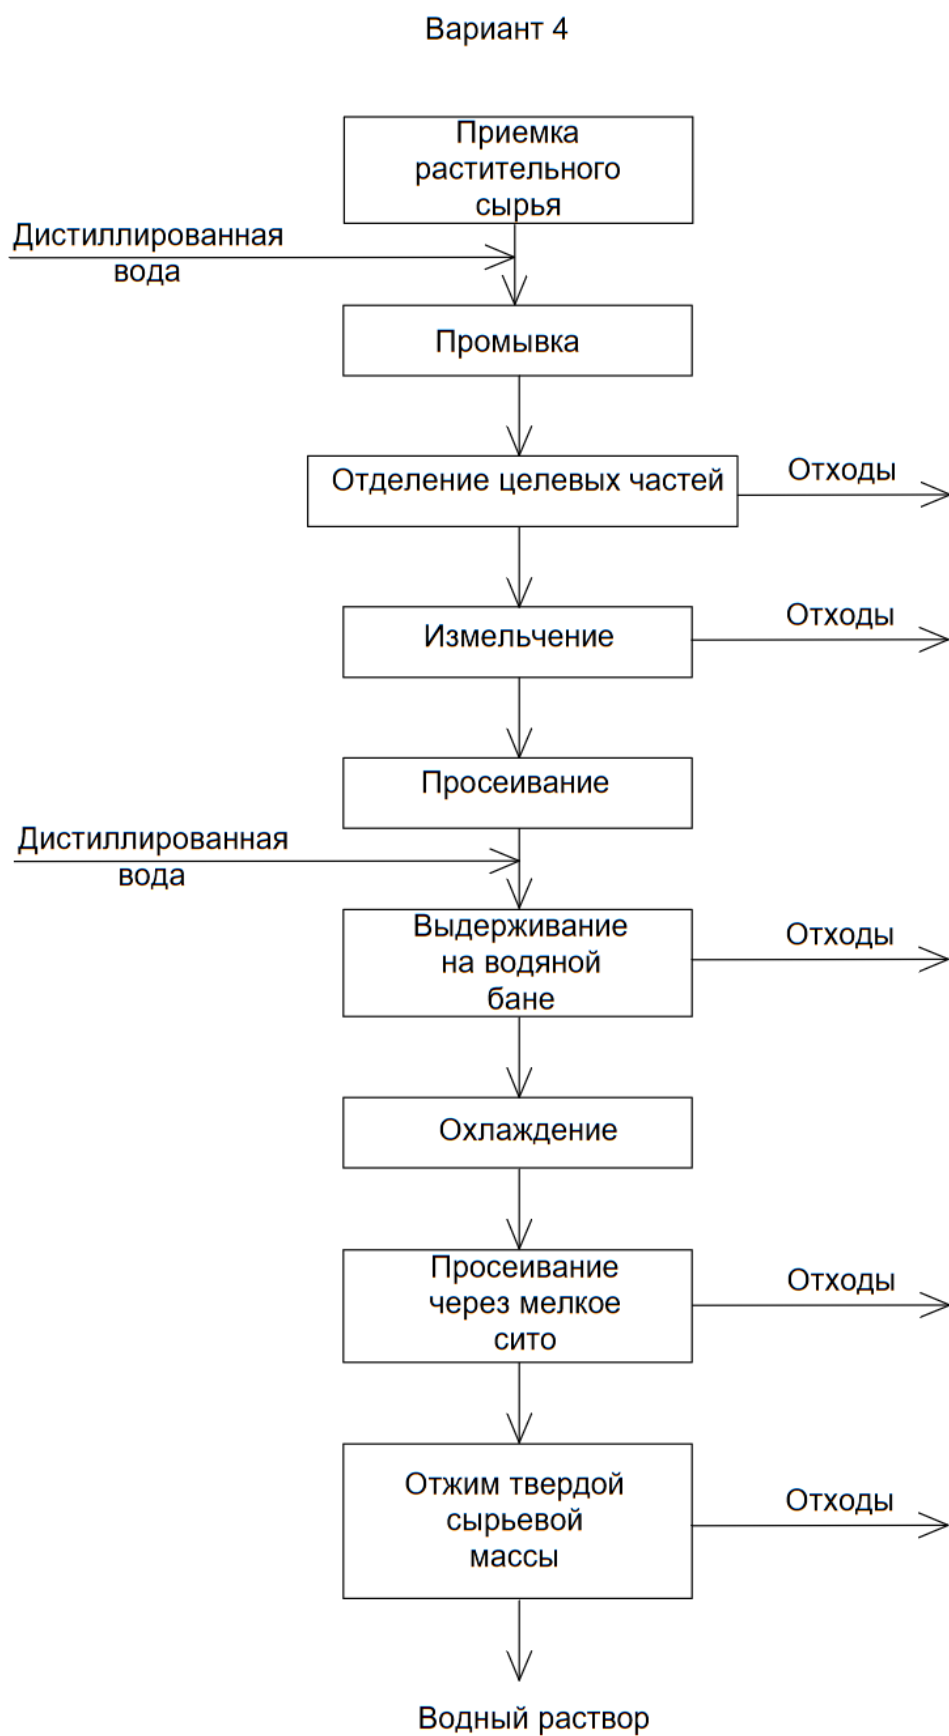 Вариант 4
Приемка
растительного
сырья
Дистиллированная
вода
Промывка
Отделение целевых частей
Отходы
Измельчение
Отходы
Просеивание
Дистиллированная
вода
Выдерживание
на водяной
бане
Отходы
Охлаждение
Просеивание
через мелкое
сито
Отходы
Отжим твердой
сырьевой
массы
Отходы
Водный раствор